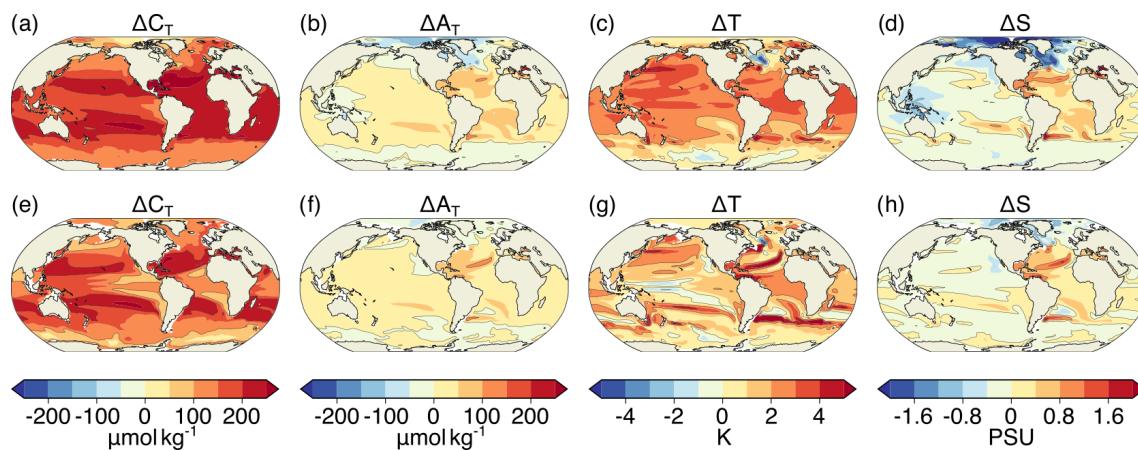 (a) ΔC_T (b) ΔA_T (c) ΔT (d) ΔS
(e) ΔC_T (f) ΔA_T (g) ΔT (h) ΔS
-200 -100 0 100 200 -200 -100 0 100 200 -4 -2 0 2 4 -1.6 -0.8 0 0.8 1.6
μmol kg⁻¹ μmol kg⁻¹ K PSU